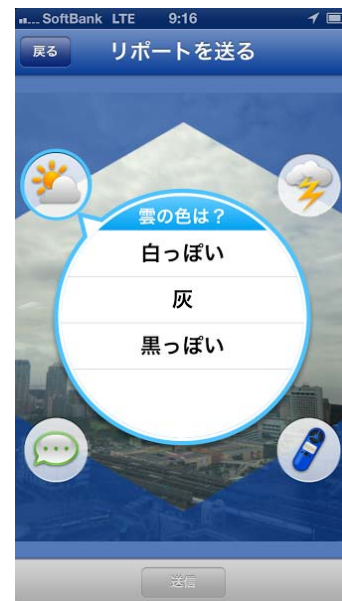 SoftBank LTE 9:16
戻る リポートを送る
雲の色は？
白っぽい
灰
黒っぽい
送信